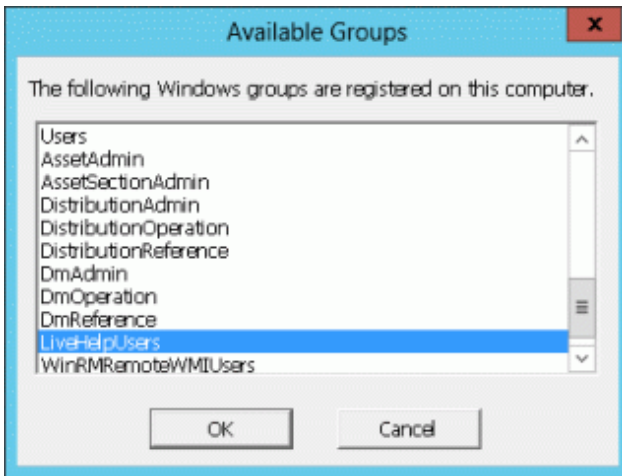 Available Groups
x
The following Windows groups are registered on this computer.
Users
AssetAdmin
AssetSectionAdmin
DistributionAdmin
DistributionOperation
DistributionReference
DmAdmin
DmOperation
DmReference
LiveHelpUsers
WinRMRemoteWMIUsers
OK
Cancel